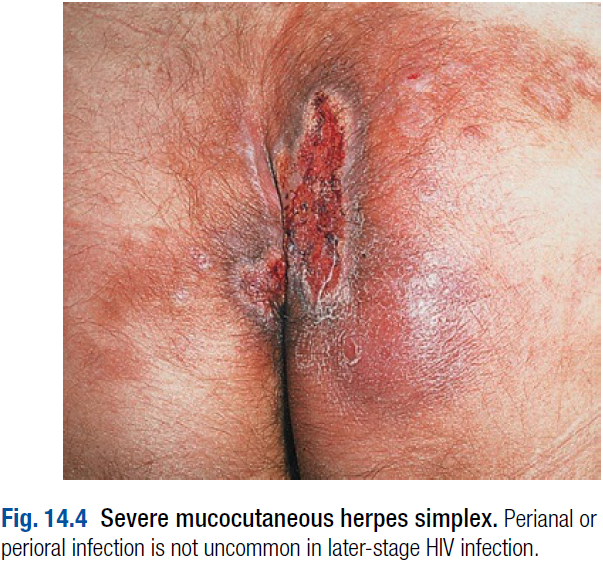 Fig. 14.4 Severe mucocutaneous herpes simplex. Perianal or
perioral infection is not uncommon in later-stage HIV infection.